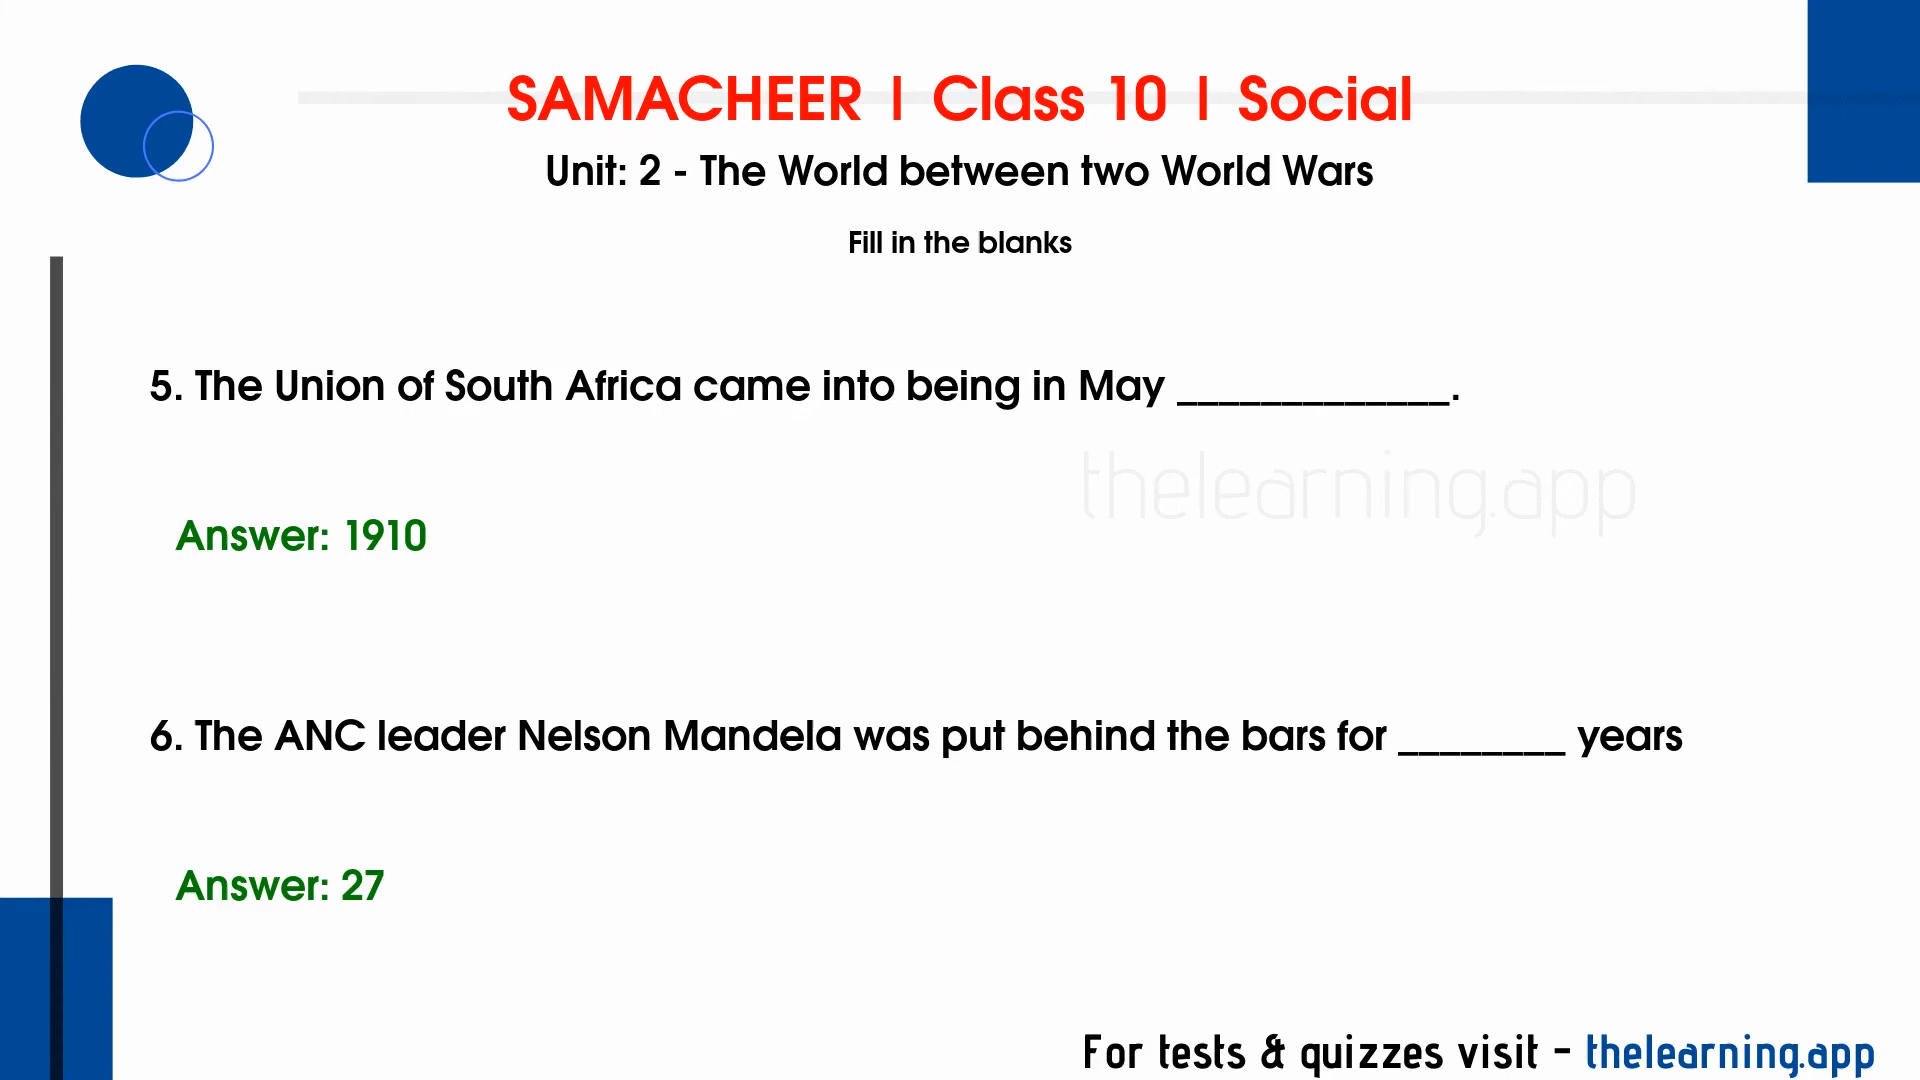 SAMACHEER | Class 10 | Social
Unit: 2 - The World between two World Wars
Fill in the blanks
5. The Union of South Africa came into being in May _____________.
thelearning.app
Answer: 1910
6. The ANC leader Nelson Mandela was put behind the bars for ________ years
Answer: 27
For tests & quizzes visit - thelearning.app